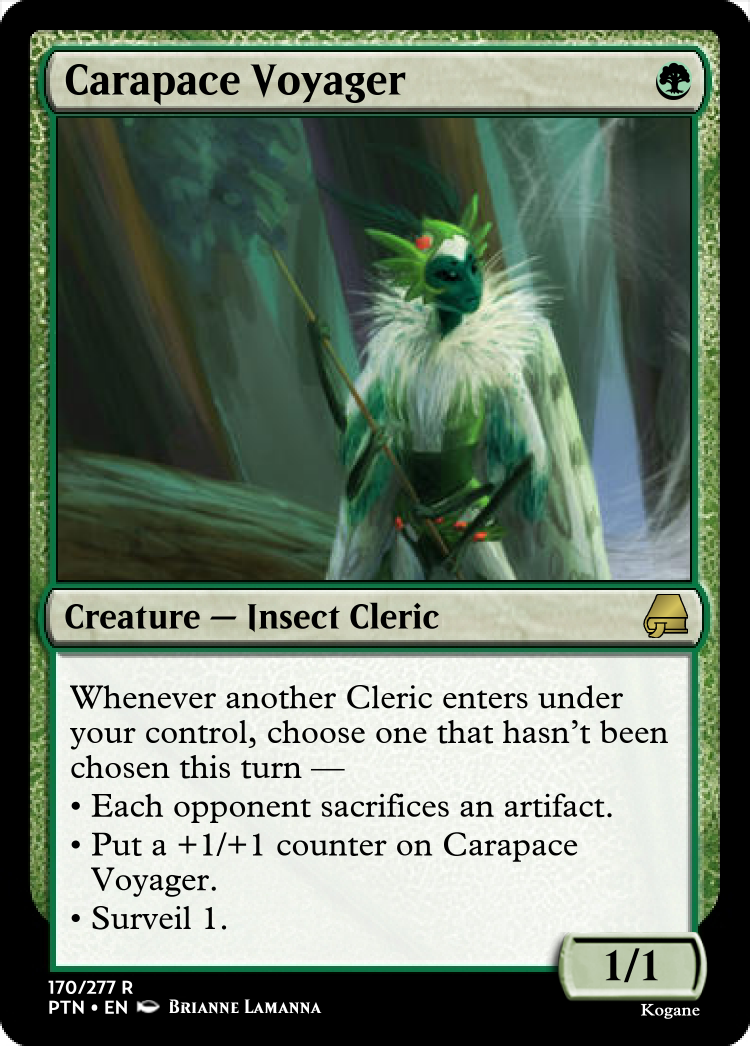 Carapace Voyager
Creature — Insect Cleric
Whenever another Cleric enters under
your control, choose one that hasn’t been
chosen this turn —
• Each opponent sacrifices an artifact.
• Put a +1/+1 counter on Carapace
Voyager.
• Surveil 1.
1/1
170/277 R
PTN • EN Brianne Lamanna
Kogane